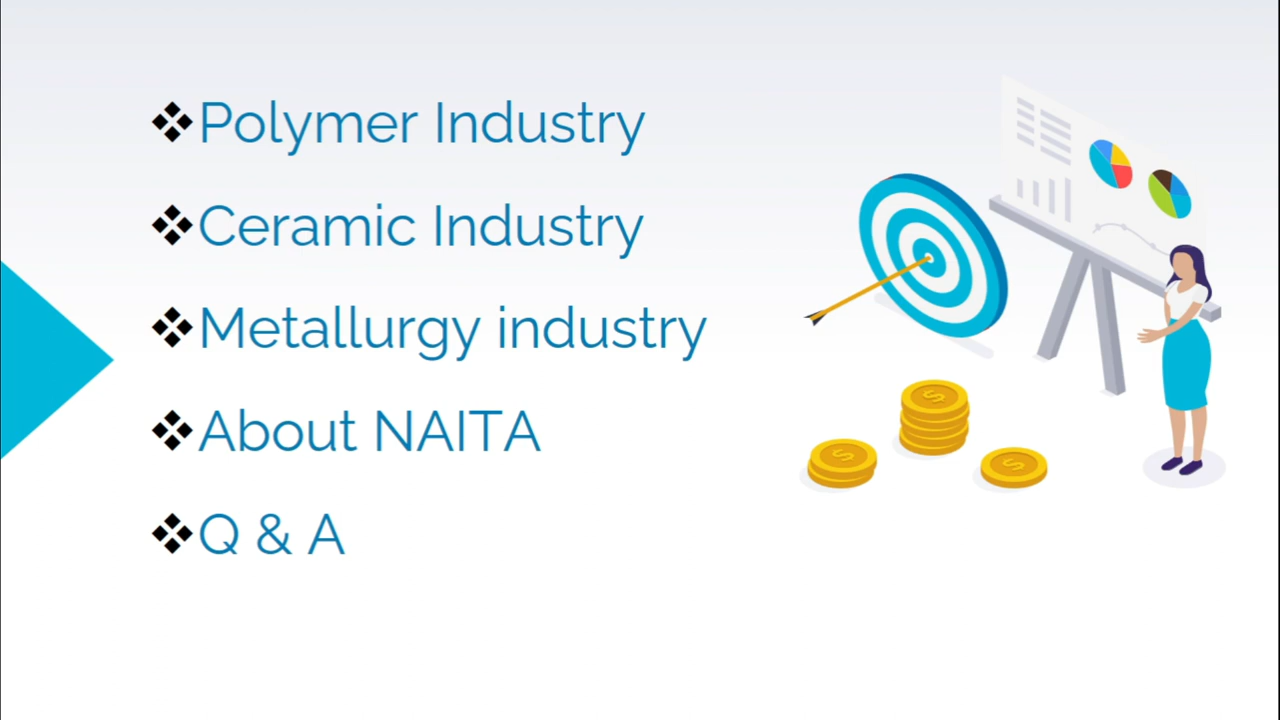 ❖Polymer Industry
❖Ceramic Industry
❖Metallurgy industry
❖About NAITA
❖Q & A